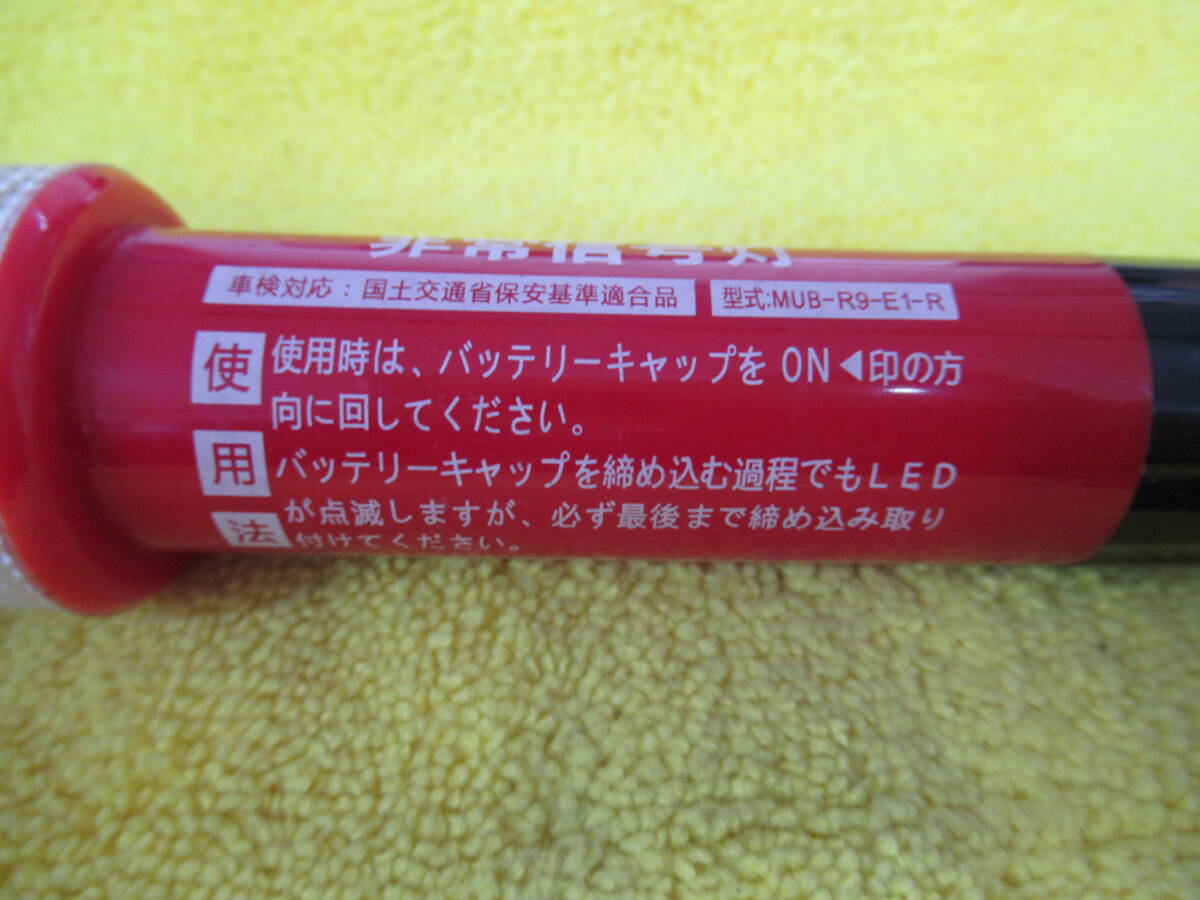 非常信号灯
車検対応：国土交通省保安基準適合品
型式:MUB-R9-E1-R
使用法
使用時は、バッテリーキャップを ON◀印の方
向に回してください。
バッテリーキャップを締め込む過程でもLED
が点滅しますが、必ず最後まで締め込み取り
付けてください。